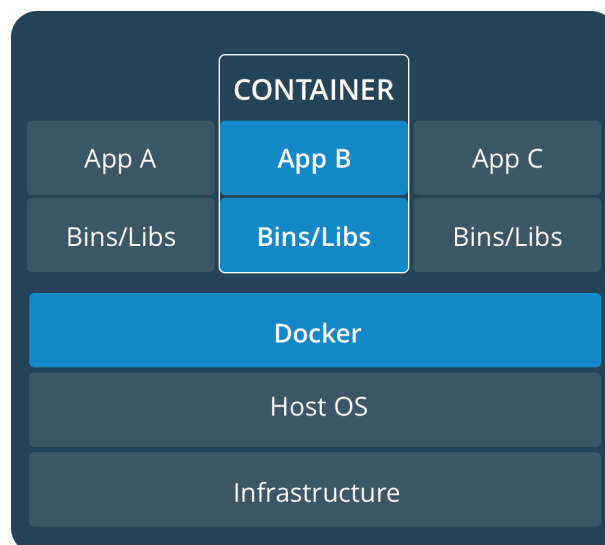 CONTAINER
App A App B App C
Bins/Libs Bins/Libs Bins/Libs
Docker
Host OS
Infrastructure